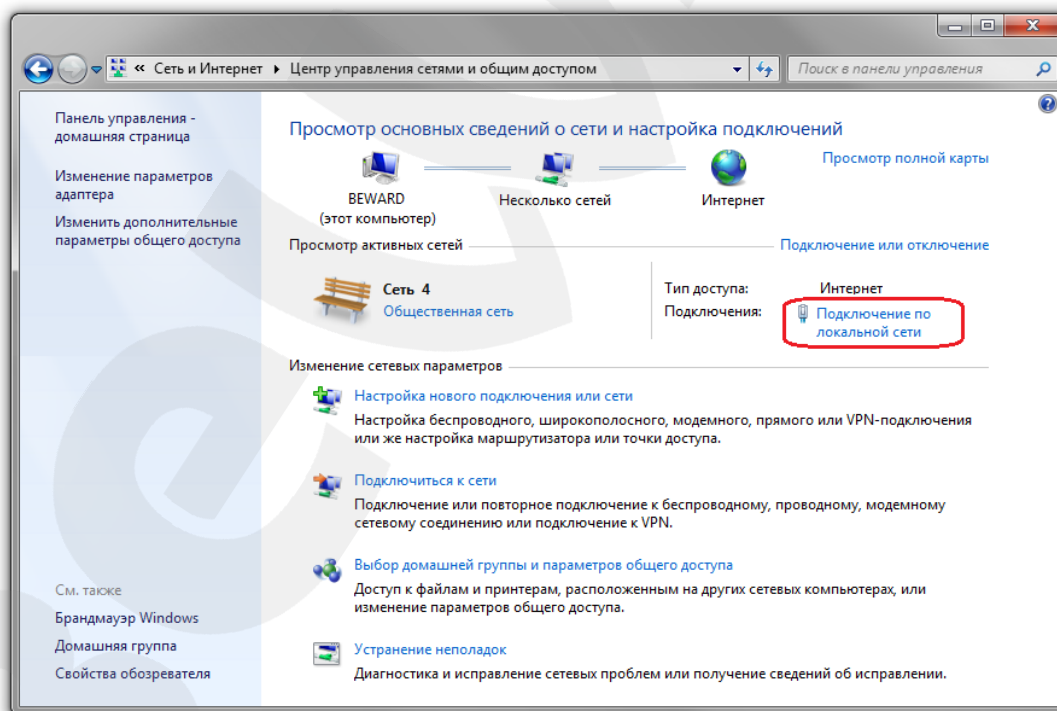 « Сеть и Интернет ▸ Центр управления сетями и общим доступом
Поиск в панели управления
Панель управления -
домашняя страница
Изменение параметров
адаптера
Изменить дополнительные
параметры общего доступа
См. также
Брандмауэр Windows
Домашняя группа
Свойства обозревателя
Просмотр основных сведений о сети и настройка подключений
Просмотр полной карты
BEWARD
(этот компьютер)
Несколько сетей
Интернет
Просмотр активных сетей
Подключение или отключение
Сеть 4
Общественная сеть
Тип доступа: Интернет
Подключения: Подключение по
локальной сети
Изменение сетевых параметров
Настройка нового подключения или сети
Настройка беспроводного, широкополосного, модемного, прямого или VPN-подключения
или же настройка маршрутизатора или точки доступа.
Подключиться к сети
Подключение или повторное подключение к беспроводному, проводному, модемному
сетевому соединению или подключение к VPN.
Выбор домашней группы и параметров общего доступа
Доступ к файлам и принтерам, расположенным на других сетевых компьютерах, или
изменение параметров общего доступа.
Устранение неполадок
Диагностика и исправление сетевых проблем или получение сведений об исправлении.